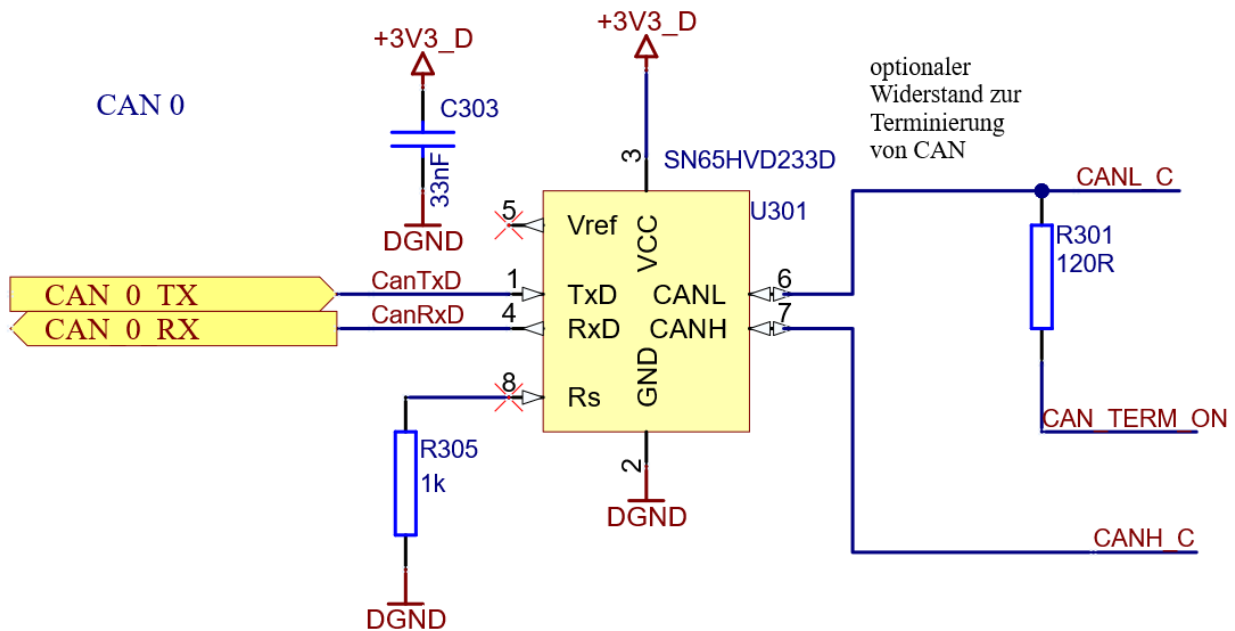 +3V3_D
+3V3_D
CAN 0
C303
33nF
DGND
optionaler
Widerstand zur
Terminierung
von CAN
3
SN65HVD233D
U301
CANL_C
R301
120R
5
Vref
VCC
CAN_0_TX
CanTxD
1
TxD
CANL
6
CAN_0_RX
CanRxD
4
RxD
CANH
7
8
Rs
GND
CAN_TERM_ON
R305
1k
2
DGND
CANH_C
DGND